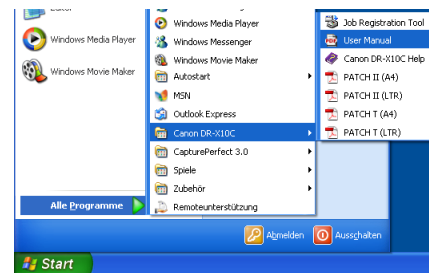 Windows Media Player
Windows Movie Maker
Alle Programme
Windows Media Player
Windows Messenger
Windows Movie Maker
Autostart
MSN
Outlook Express
Canon DR-X10C
CapturePerfect 3.0
Spiele
Zubehör
Remoteunterstützung
Job Registration Tool
User Manual
Canon DR-X10C Help
PATCH II (A4)
PATCH II (LTR)
PATCH T (A4)
PATCH T (LTR)
Abmelden
Ausschalten
Start